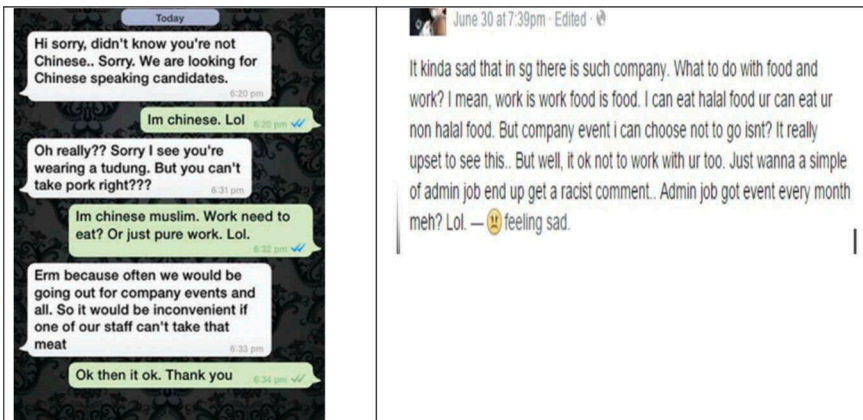 Today
Hi sorry, didn't know you're not
Chinese.. Sorry. We are looking for
Chinese speaking candidates.
6:20 pm
Im chinese. Lol
6:20 pm
Oh really?? Sorry I see you're
wearing a tudung. But you can't
take pork right???
6:31 pm
Im chinese muslim. Work need to
eat? Or just pure work. Lol.
6:32 pm
Erm because often we would be
going out for company events and
all. So it would be inconvenient if
one of our staff can't take that
meat
6:33 pm
Ok then it ok. Thank you
6:34 pm
June 30 at 7:39pm · Edited ·
It kinda sad that in sg there is such company. What to do with food and
work? I mean, work is work food is food. I can eat halal food ur can eat ur
non halal food. But company event i can choose not to go isnt? It really
upset to see this.. But well, it ok not to work with ur too. Just wanna a simple
of admin job end up get a racist comment.. Admin job got event every month
meh? Lol. — feeling sad.